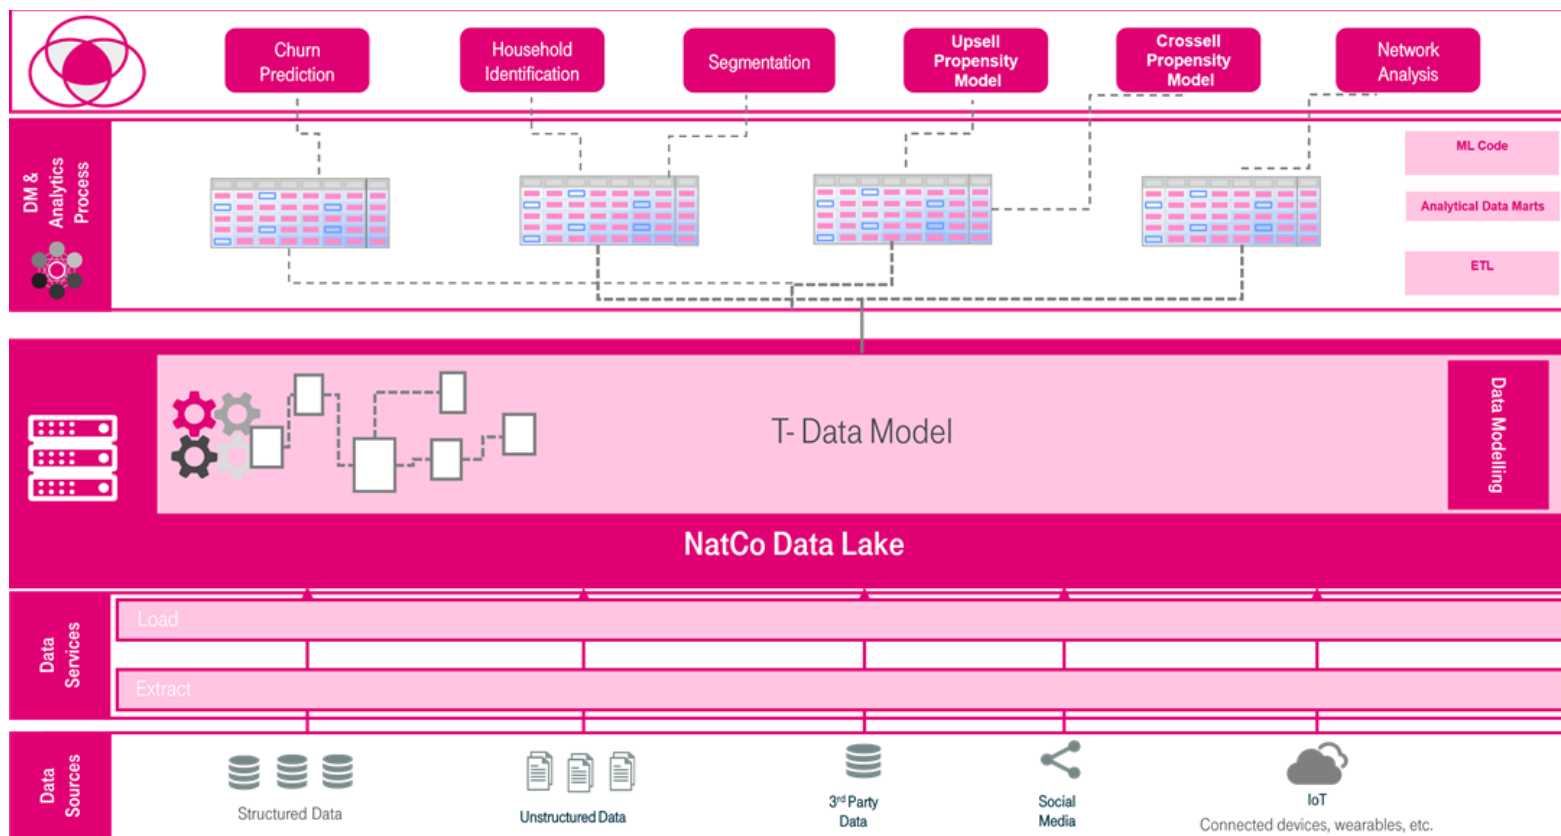 Churn
Prediction
Household
Identification
Segmentation
Upsell
Propensity
Model
Crossell
Propensity
Model
Network
Analysis
DM &
Analytics
Process
ML Code
Analytical Data Marts
ETL
T- Data Model
Data Modelling
NatCo Data Lake
Data
Services
Load
Extract
Data
Sources
Structured Data
Unstructured Data
3rd Party
Data
Social
Media
IoT
Connected devices, wearables, etc.